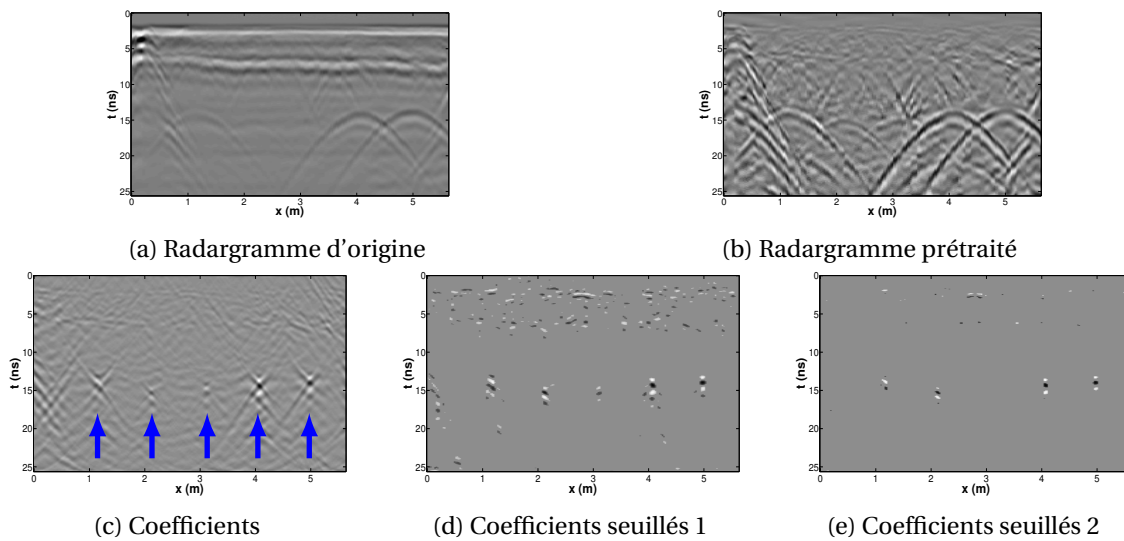 0
5
10
15
20
25
t (ns)
0 1 2 3 4 5
x (m)
(a) Radargramme d'origine
0
5
10
15
20
25
t (ns)
0 1 2 3 4 5
x (m)
(b) Radargramme prétraité
0
5
10
15
20
25
t (ns)
0 1 2 3 4 5
x (m)
(c) Coefficients
0
5
10
15
20
25
t (ns)
0 1 2 3 4 5
x (m)
(d) Coefficients seuillés 1
0
5
10
15
20
25
t (ns)
0 1 2 3 4 5
x (m)
(e) Coefficients seuillés 2